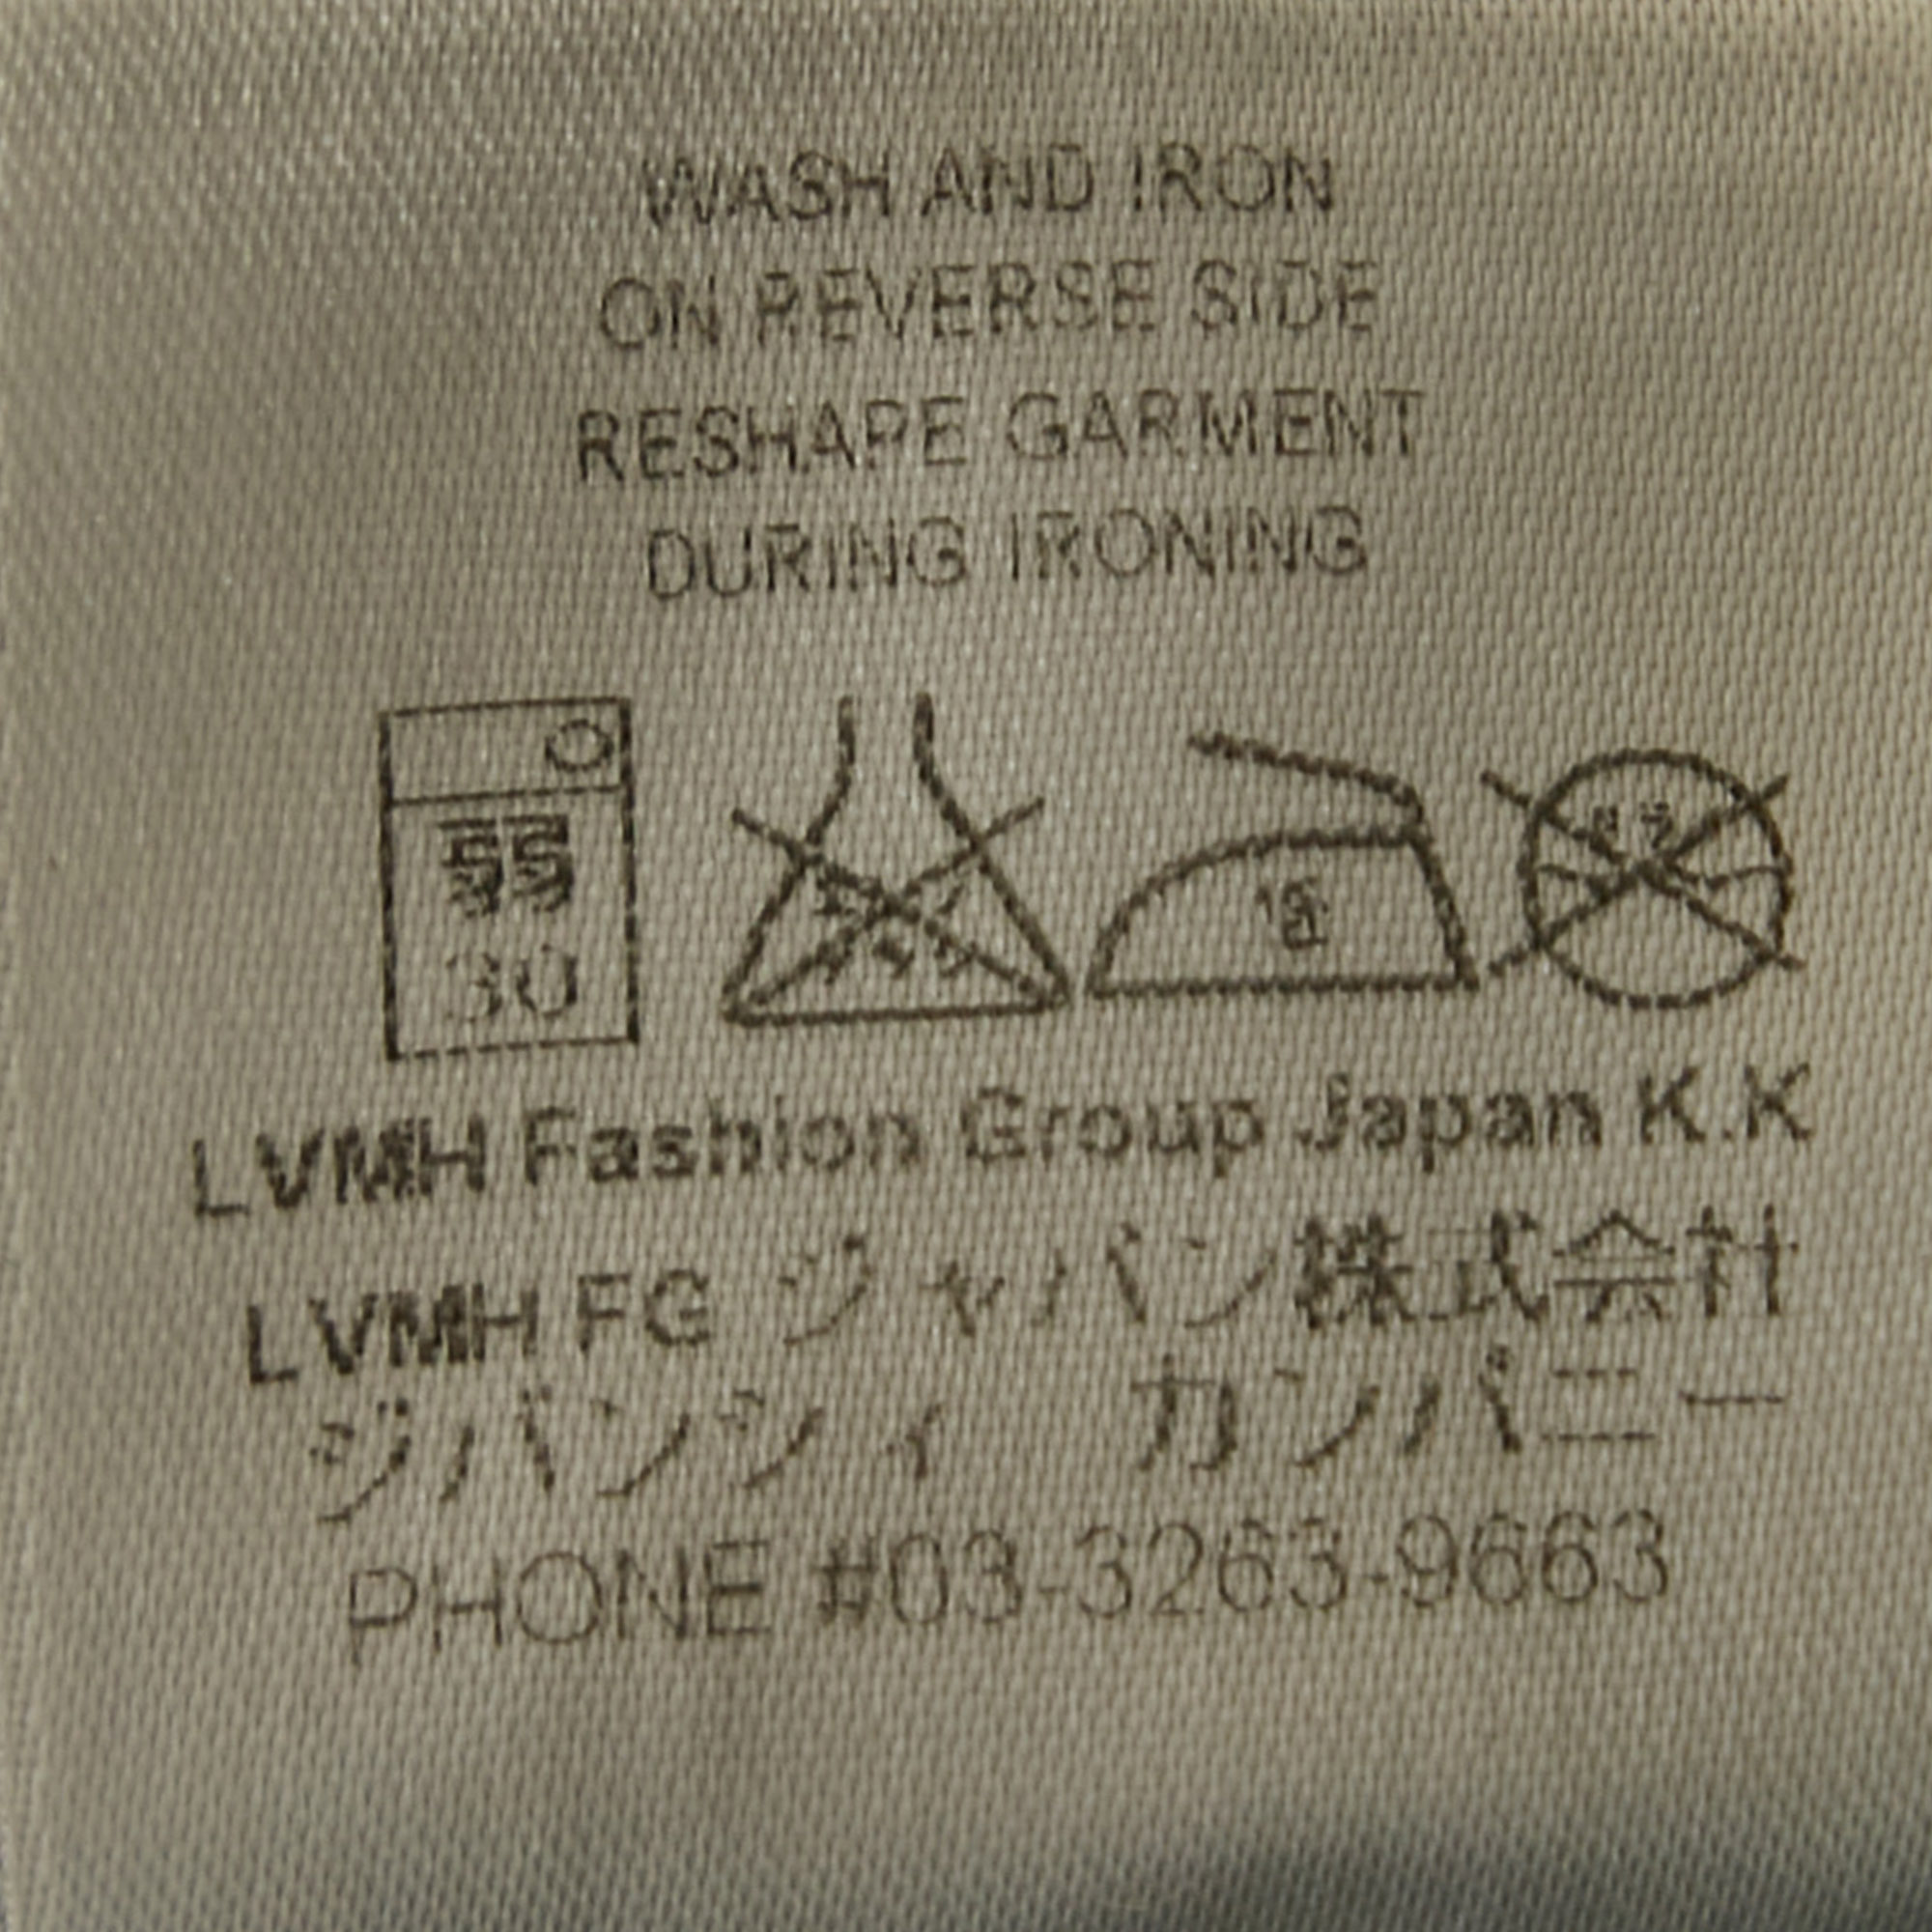 WASH AND IRON
ON REVERSE SIDE
RESHAPE GARMENT
DURING IRONING
弱
30
低
LVMH Fashion Group Japan K.K
LVMH FG ジャパン株式会社
ジバンシィ カンパニー
PHONE #03-3263-9663